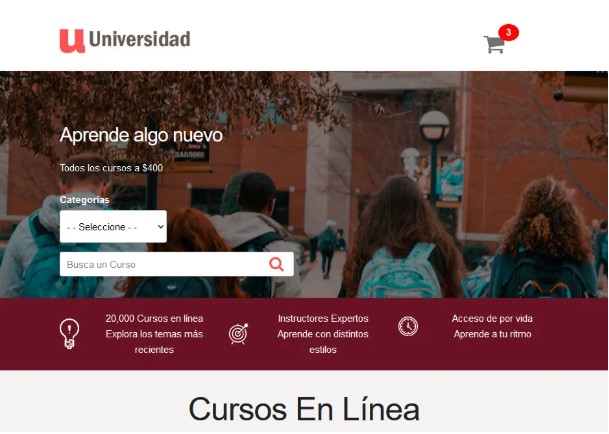 Universidad
3
Aprende algo nuevo
Todos los cursos a $400
Categorías
- - Seleccione - -
Busca un Curso
20,000 Cursos en línea
Explora los temas más
recientes
Instructores Expertos
Aprende con distintos
estilos
Acceso de por vida
Aprende a tu ritmo
Cursos En Línea